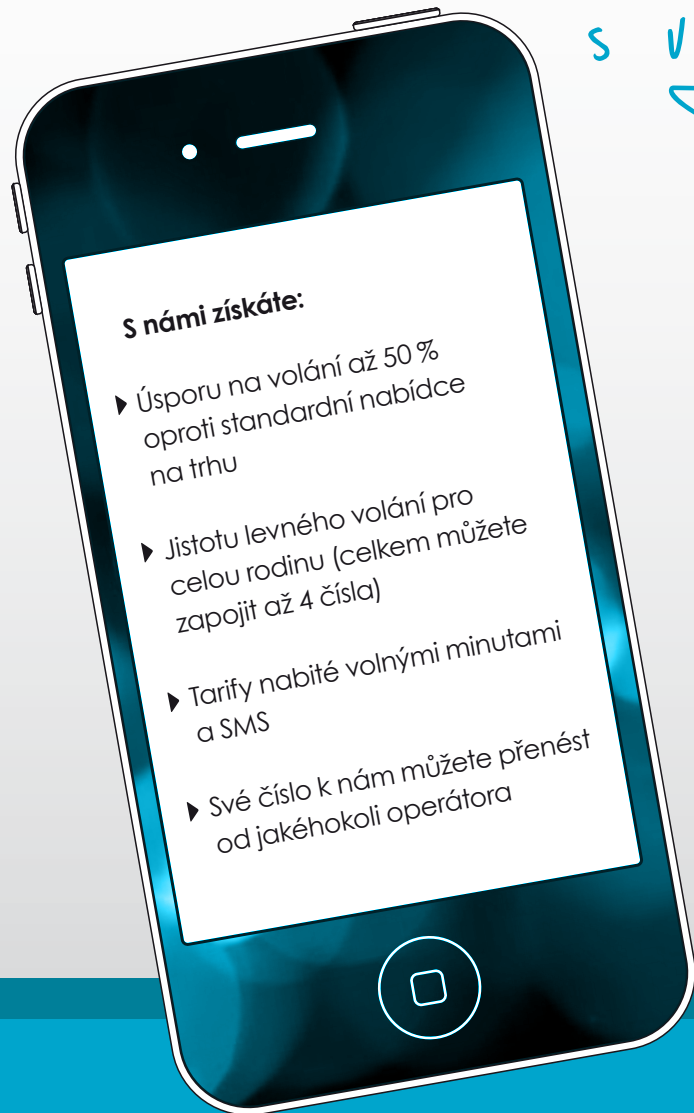 S V
S námi získáte:
Úsporu na volání až 50 %
oproti standardní nabídce
na trhu
Jistotu levného volání pro
celou rodinu (celkem můžete
zapojit až 4 čísla)
Tarify nabité volnými minutami
a SMS
Své číslo k nám můžete přenést
od jakéhokoli operátora